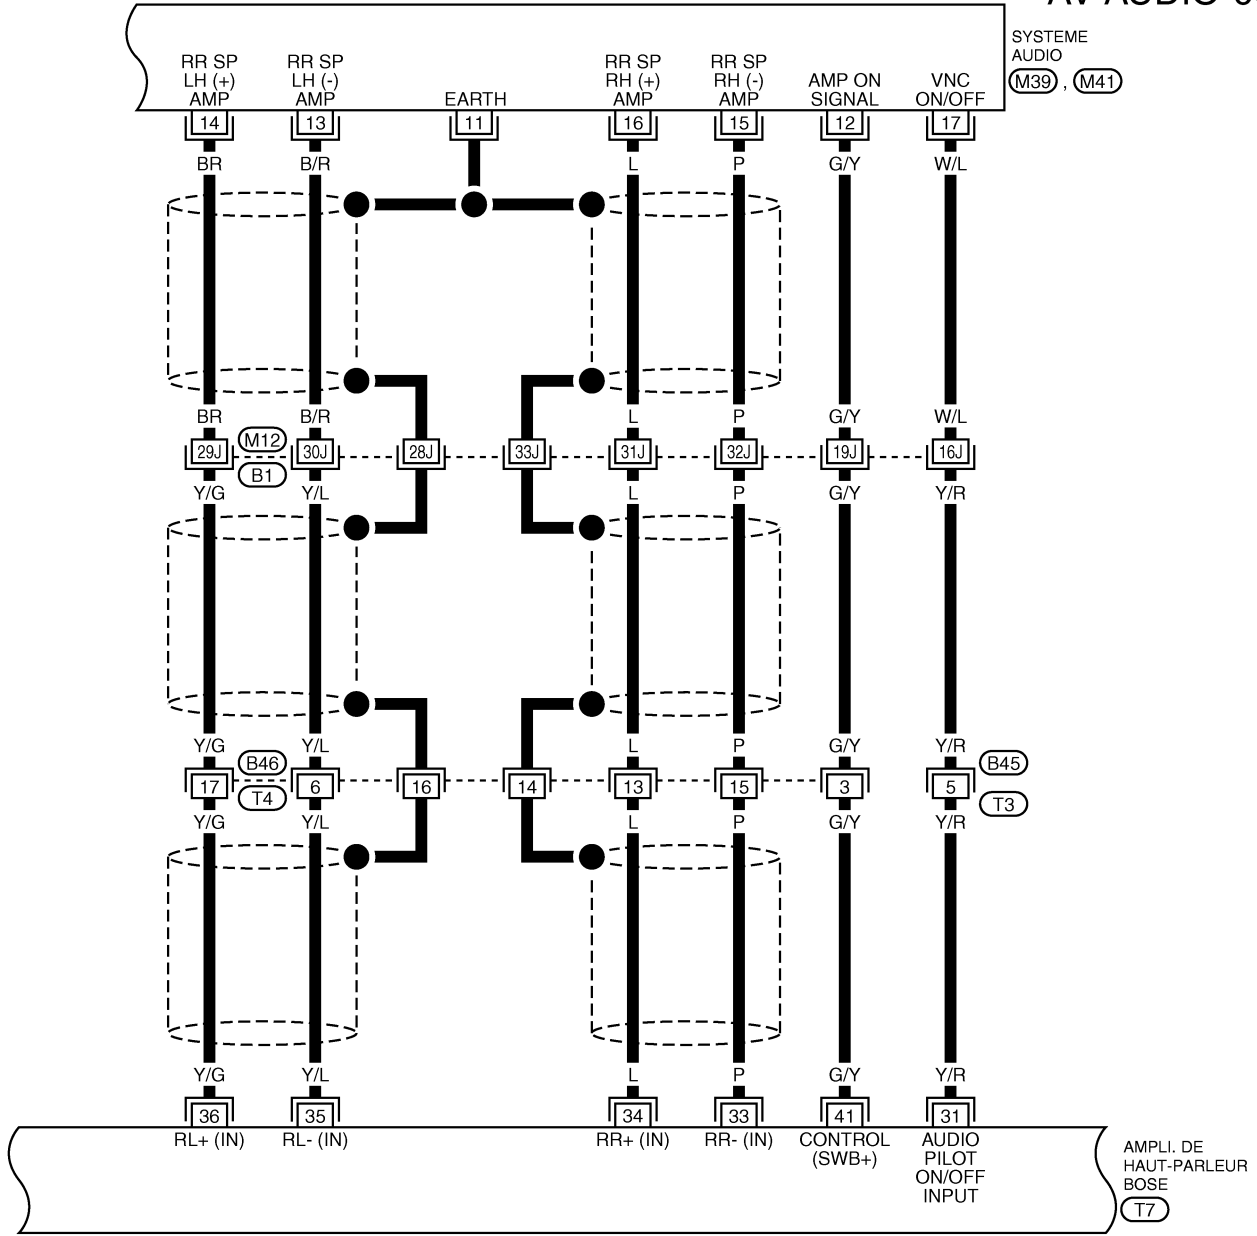 SYSTEME
AUDIO
M39 , M41
RR SP RR SP RR SP RR SP
LH (+) LH (-) RH (+) RH (-) AMP ON VNC
AMP AMP EARTH AMP AMP SIGNAL ON/OFF
14 13 11 16 15 12 17
BR B/R L P G/Y W/L
BR B/R L P G/Y W/L
M12
29J 30J 28J 33J 31J 32J 19J 16J
B1
Y/G Y/L L P G/Y Y/R
Y/G Y/L L P G/Y Y/R
B46 B45
17 6 16 14 13 15 3 5
T4 T3
Y/G Y/L L P G/Y Y/R
Y/G Y/L L P G/Y Y/R
36 35 34 33 41 31
RL+ (IN) RL- (IN) RR+ (IN) RR- (IN) CONTROL AUDIO
(SWB+) PILOT
ON/OFF
INPUT
AMPLI. DE
HAUT-PARLEUR
BOSE
T7